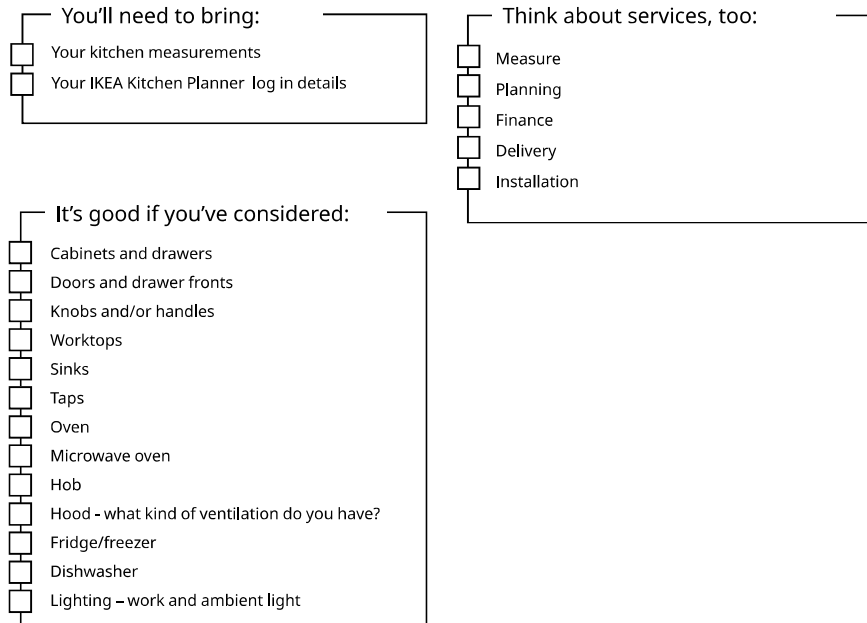 You'll need to bring:
Your kitchen measurements
Your IKEA Kitchen Planner log in details
Think about services, too:
Measure
Planning
Finance
Delivery
Installation
It's good if you've considered:
Cabinets and drawers
Doors and drawer fronts
Knobs and/or handles
Worktops
Sinks
Taps
Oven
Microwave oven
Hob
Hood - what kind of ventilation do you have?
Fridge/freezer
Dishwasher
Lighting – work and ambient light